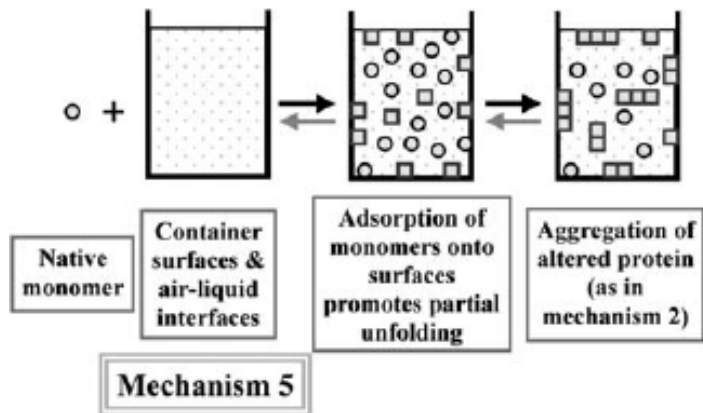 +
Native
monomer
Container
surfaces &
air-liquid
interfaces
Adsorption of
monomers onto
surfaces
promotes partial
unfolding
Aggregation of
altered protein
(as in
mechanism 2)
Mechanism 5